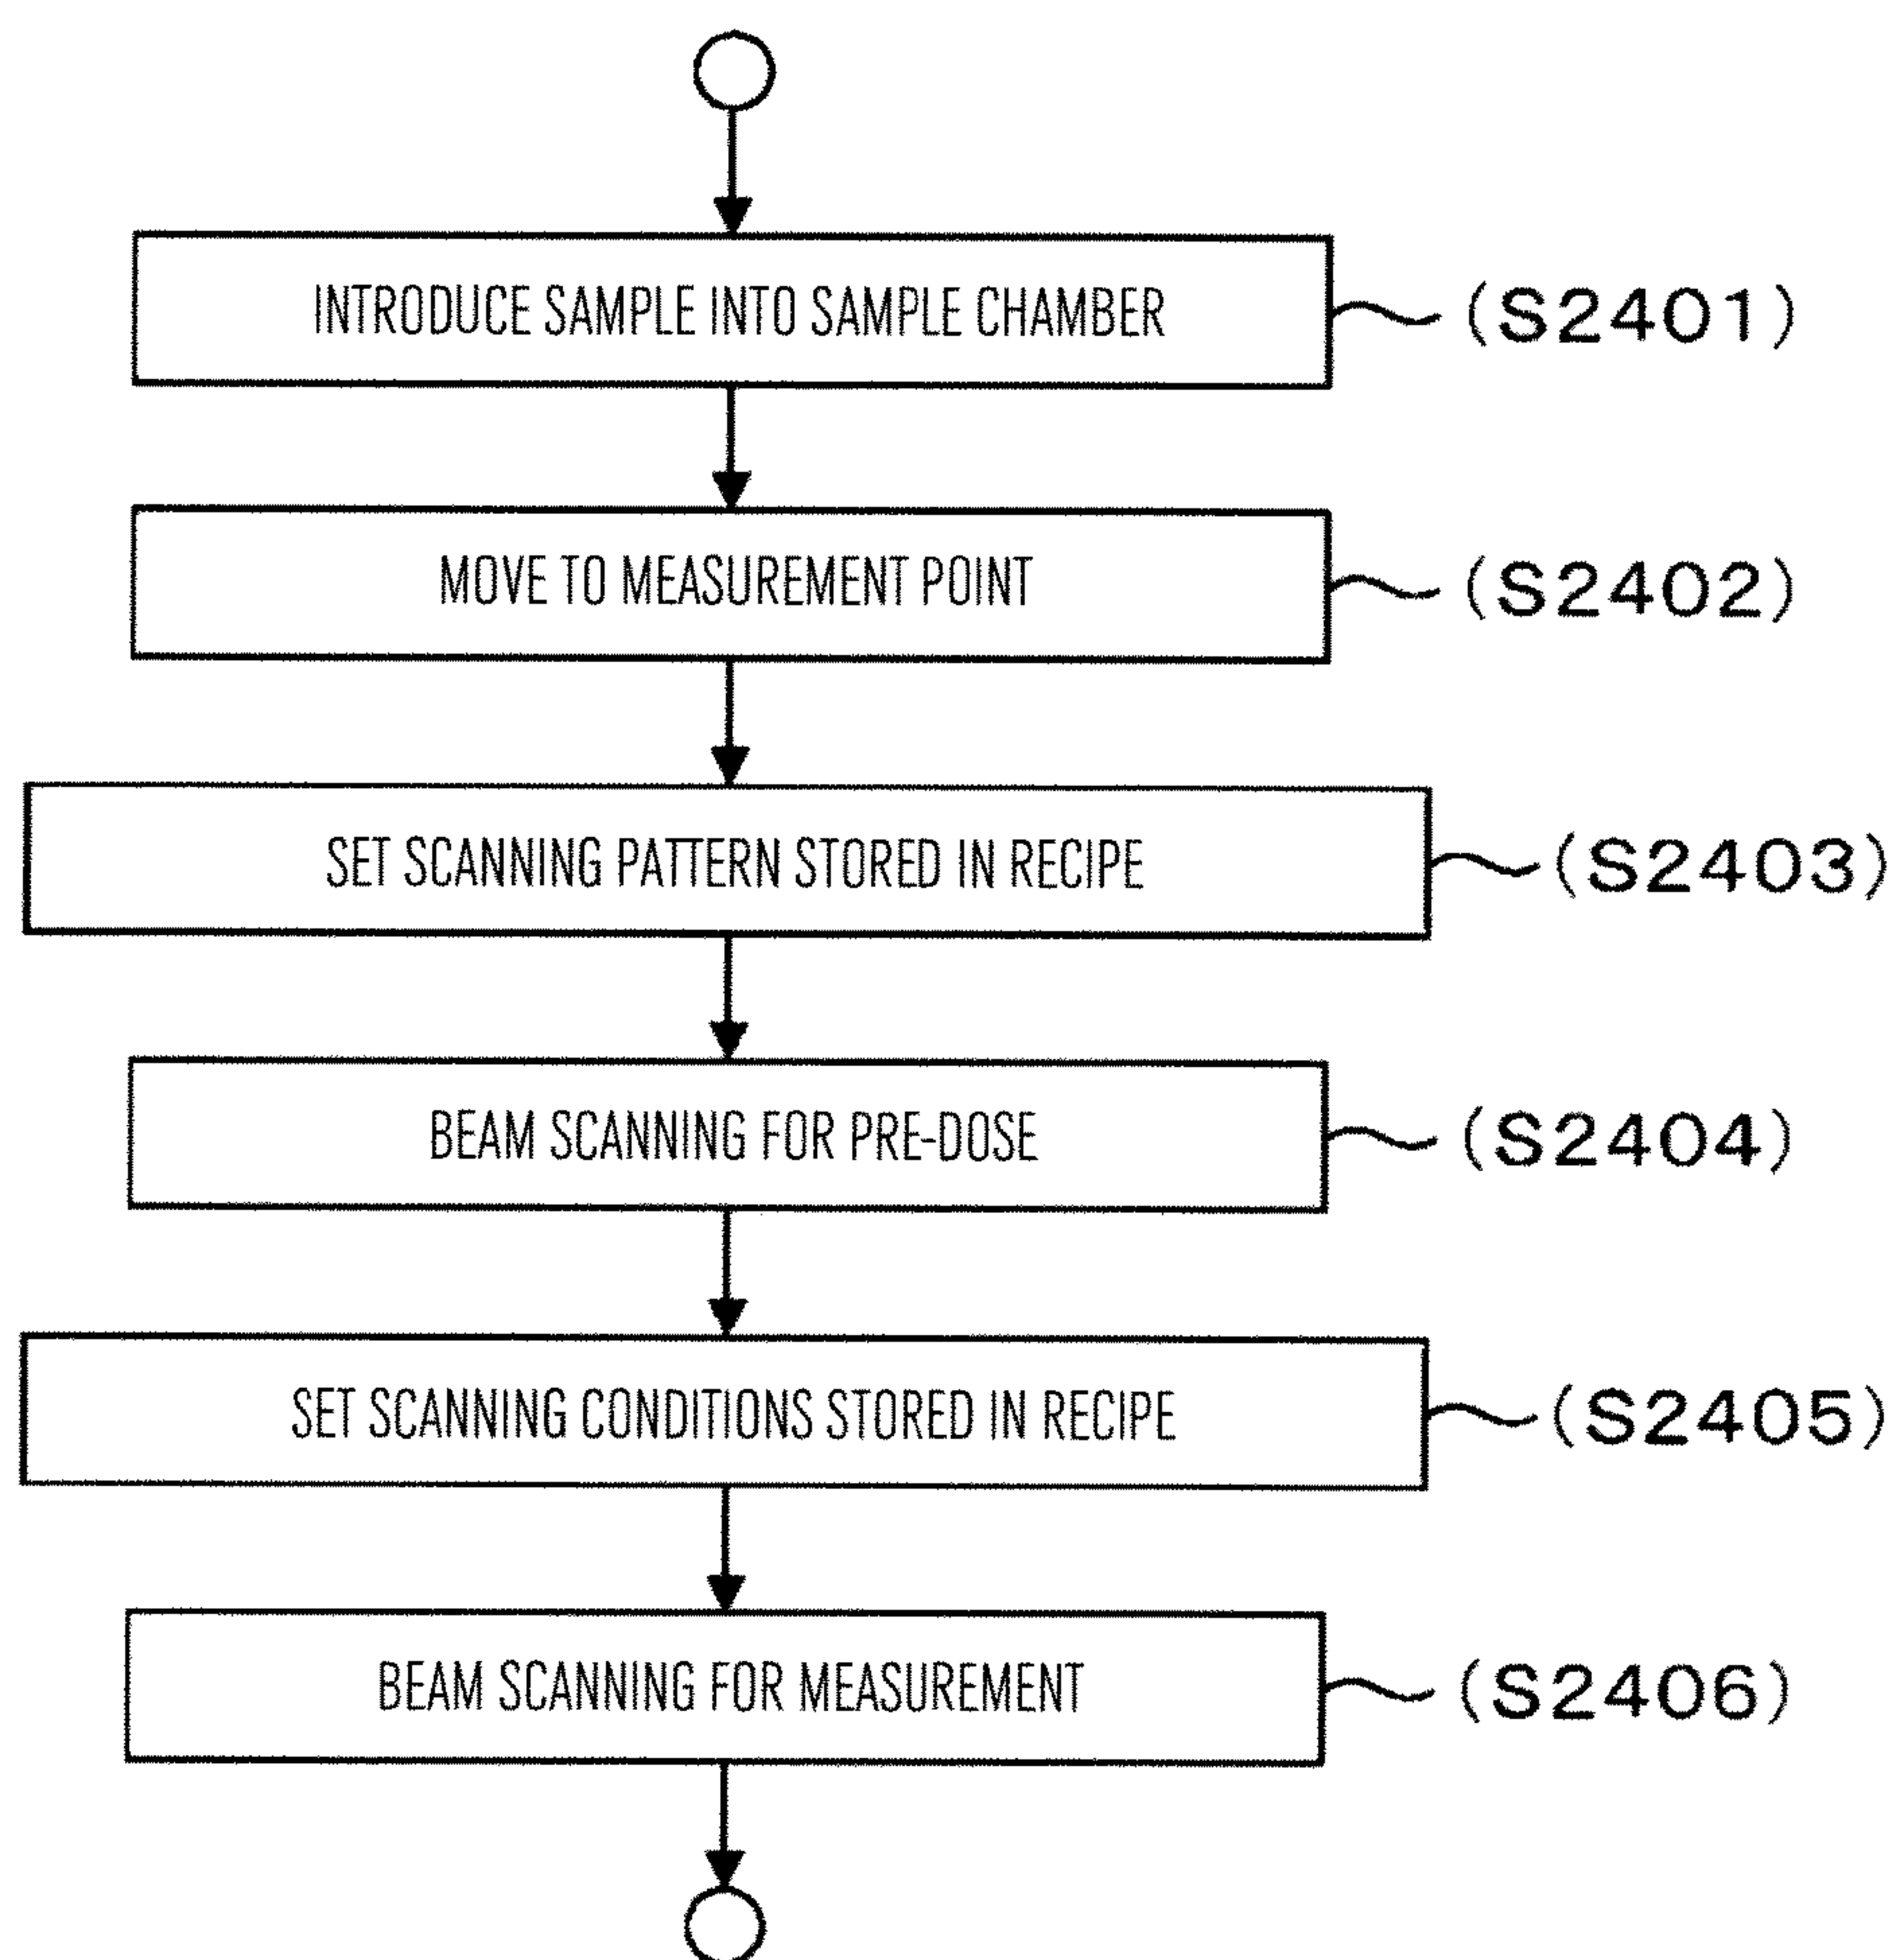 INTRODUCE SAMPLE INTO SAMPLE CHAMBER (S2401)
MOVE TO MEASUREMENT POINT (S2402)
SET SCANNING PATTERN STORED IN RECIPE (S2403)
BEAM SCANNING FOR PRE-DOSE (S2404)
SET SCANNING CONDITIONS STORED IN RECIPE (S2405)
BEAM SCANNING FOR MEASUREMENT (S2406)